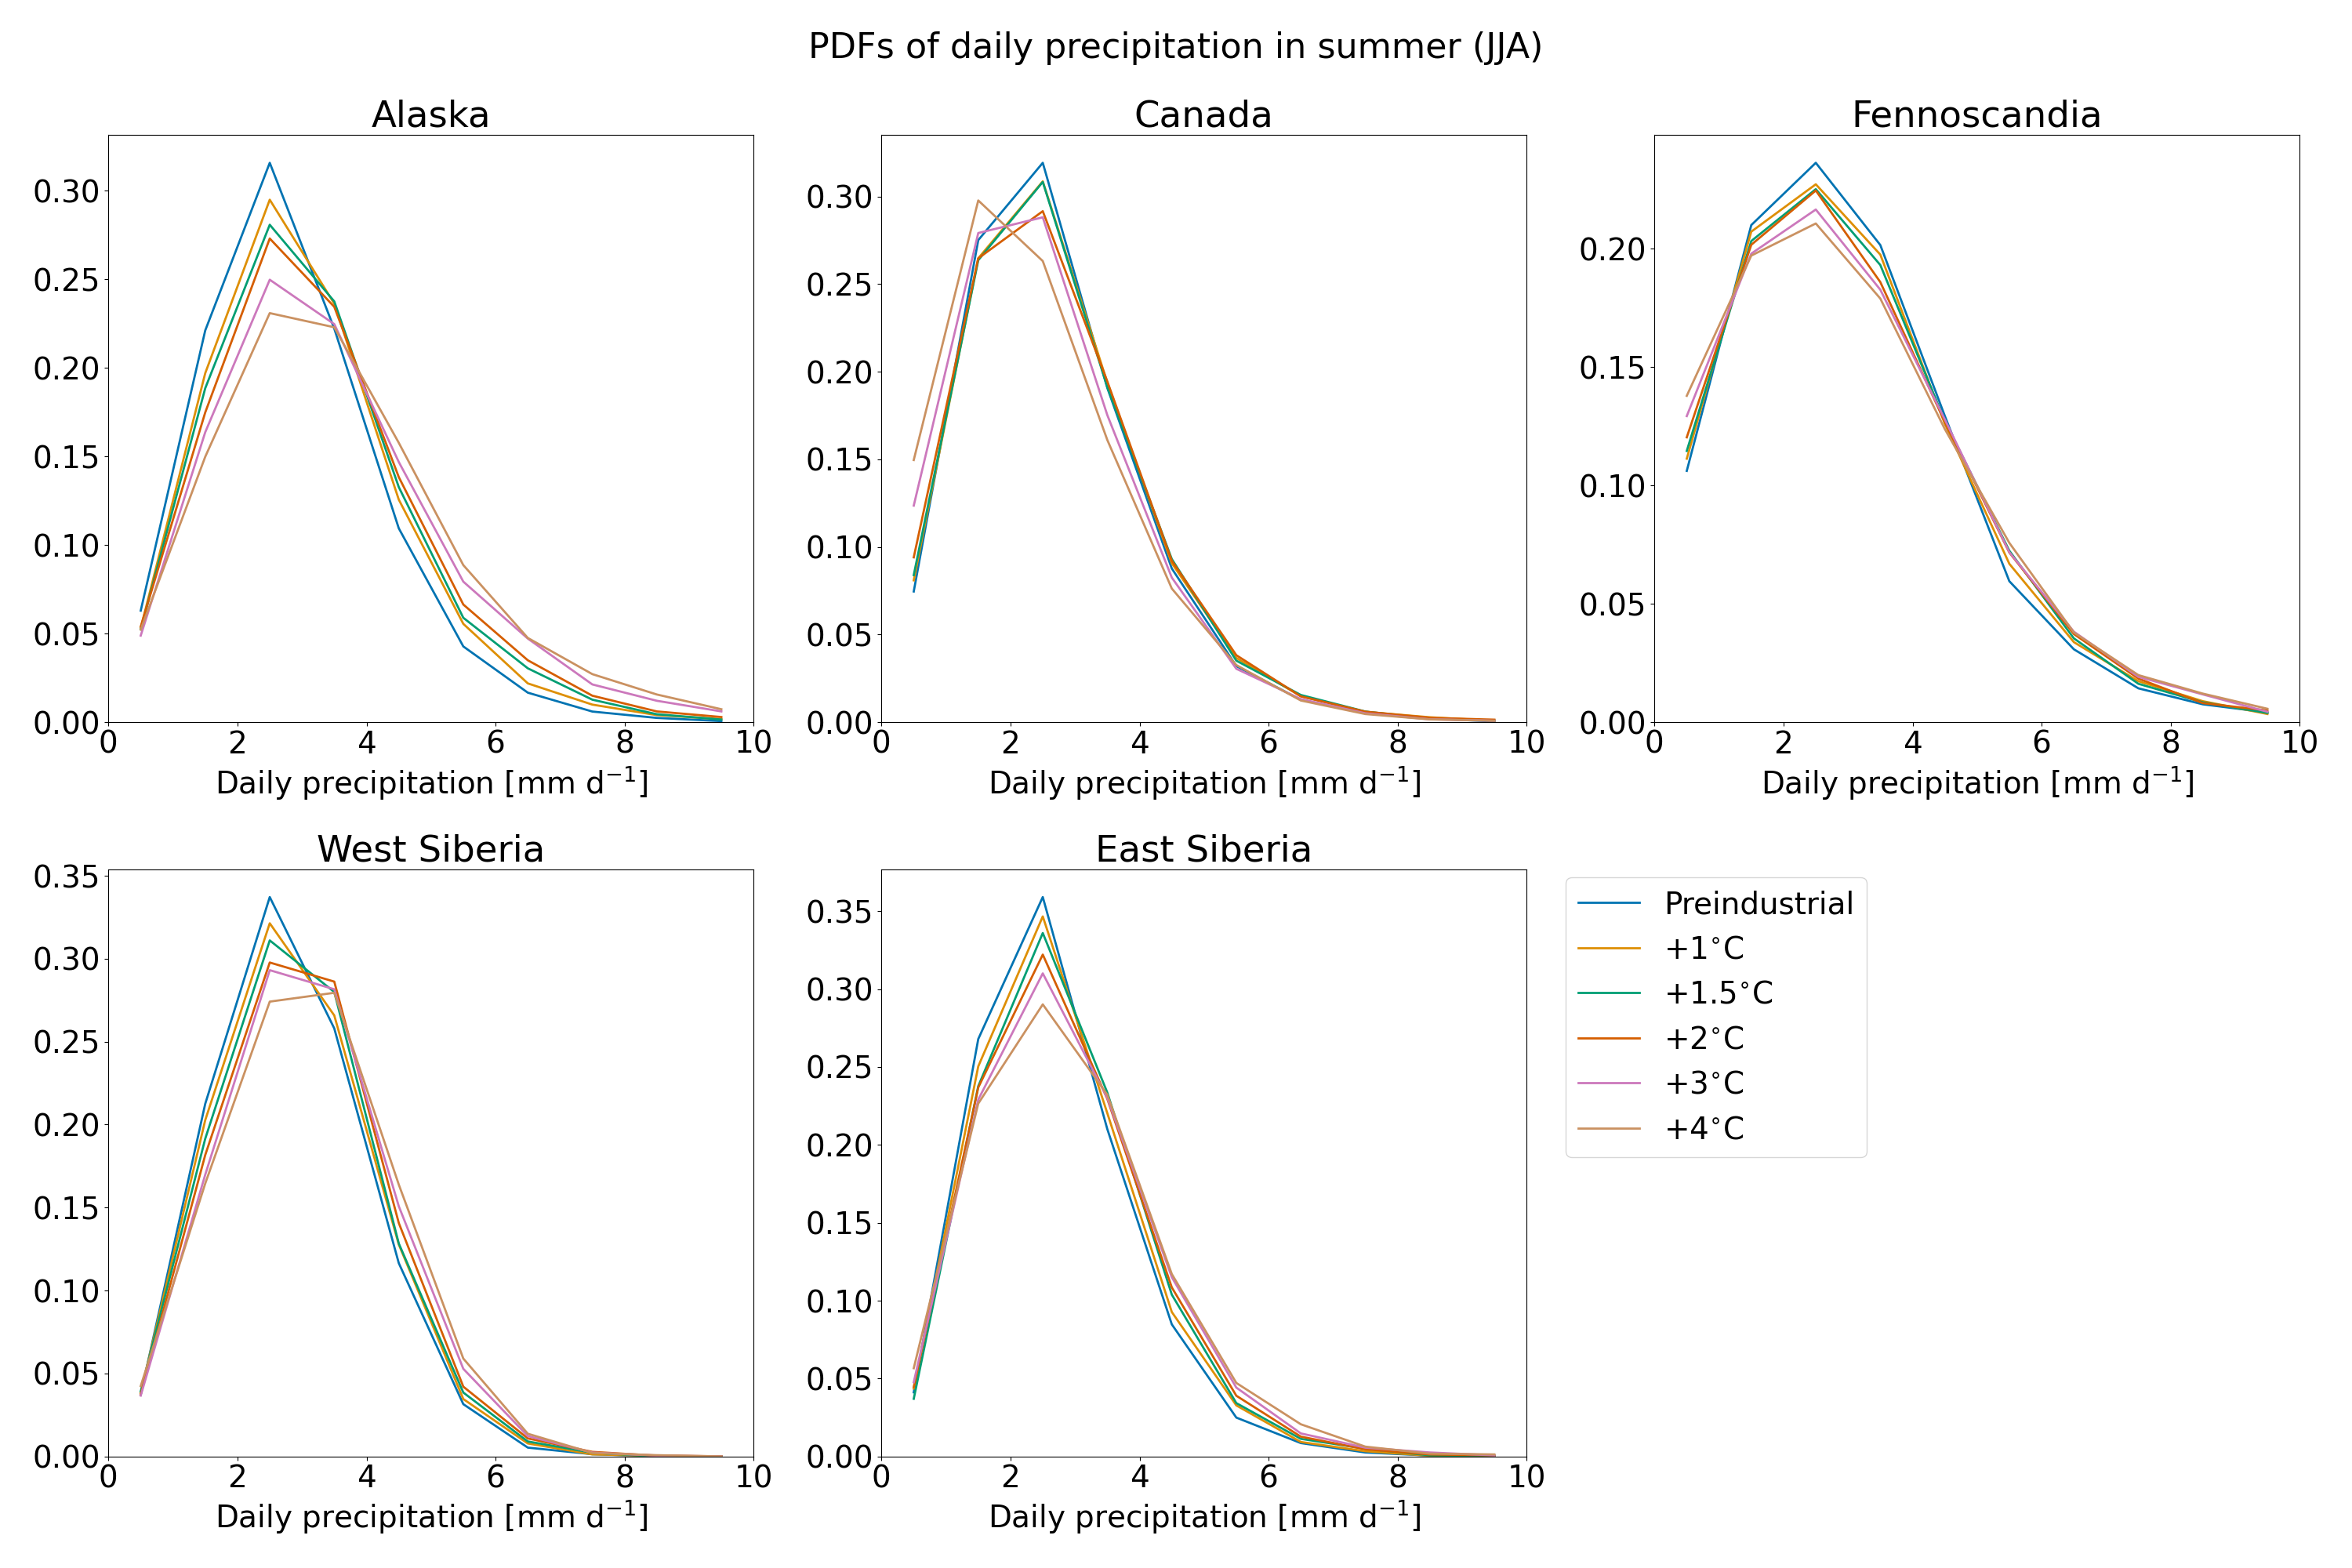 PDFs of daily precipitation in summer (JJA)
Alaska
0.30
0.25
0.20
0.15
0.10
0.05
0.00
0 2 4 6 8 10
Daily precipitation [mm d⁻¹]
Canada
0.30
0.25
0.20
0.15
0.10
0.05
0.00
0 2 4 6 8 10
Daily precipitation [mm d⁻¹]
Fennoscandia
0.20
0.15
0.10
0.05
0.00
0 2 4 6 8 10
Daily precipitation [mm d⁻¹]
West Siberia
0.35
0.30
0.25
0.20
0.15
0.10
0.05
0.00
0 2 4 6 8 10
Daily precipitation [mm d⁻¹]
East Siberia
0.35
0.30
0.25
0.20
0.15
0.10
0.05
0.00
0 2 4 6 8 10
Daily precipitation [mm d⁻¹]
Preindustrial
+1°C
+1.5°C
+2°C
+3°C
+4°C